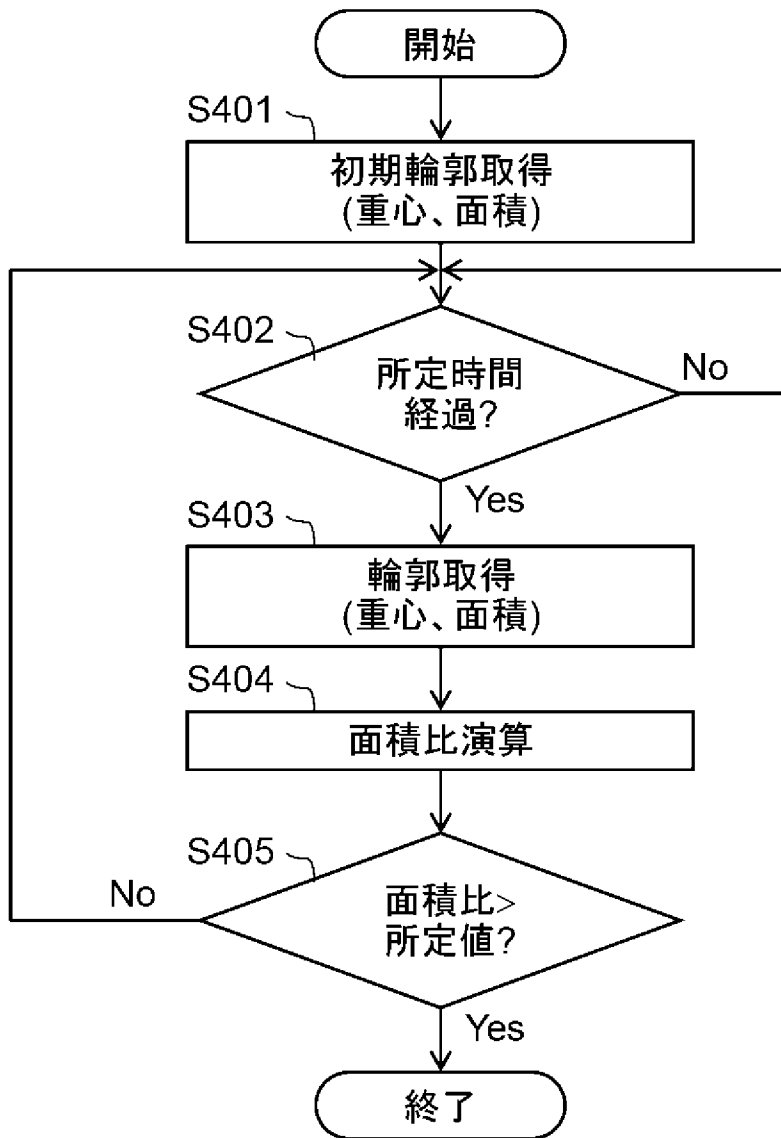 開始
S401
初期輪郭取得
(重心、面積)
S402
所定時間
経過?
No
Yes
S403
輪郭取得
(重心、面積)
S404
面積比演算
S405
面積比>
所定値?
No
Yes
終了